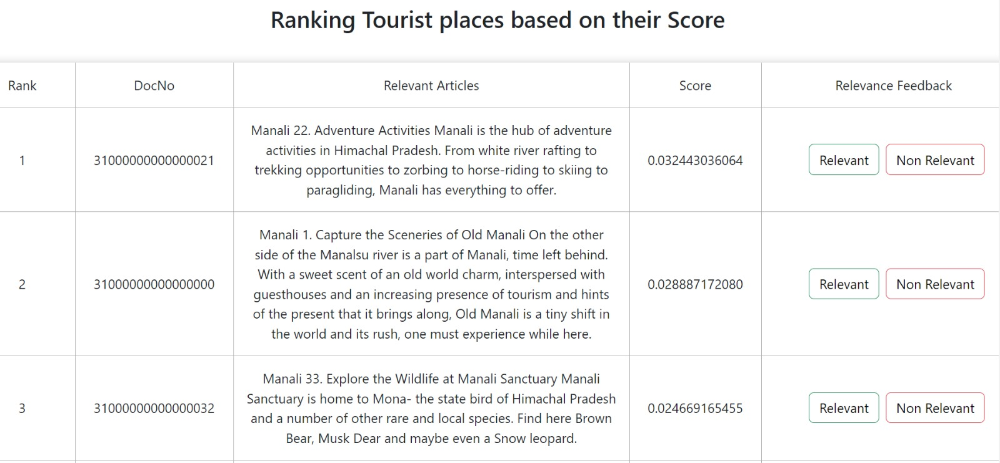 Ranking Tourist places based on their Score
Rank DocNo Relevant Articles Score Relevance Feedback
1 31000000000000021 0.032443036064 Relevant Non Relevant
Manali 22. Adventure Activities Manali is the hub of adventure
activities in Himachal Pradesh. From white river rafting to
trekking opportunities to zorbing to horse-riding to skiing to
paragliding, Manali has everything to offer.
2 31000000000000000 0.028887172080 Relevant Non Relevant
Manali 1. Capture the Sceneries of Old Manali On the other
side of the Manalsu river is a part of Manali, time left behind.
With a sweet scent of an old world charm, interspersed with
guesthouses and an increasing presence of tourism and hints
of the present that it brings along, Old Manali is a tiny shift in
the world and its rush, one must experience while here.
3 31000000000000032 0.024669165455 Relevant Non Relevant
Manali 33. Explore the Wildlife at Manali Sanctuary Manali
Sanctuary is home to Mona- the state bird of Himachal Pradesh
and a number of other rare and local species. Find here Brown
Bear, Musk Dear and maybe even a Snow leopard.